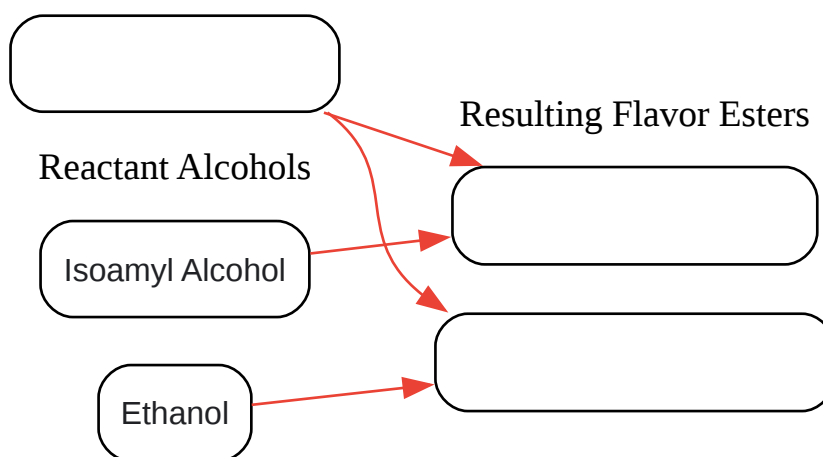 Resulting Flavor Esters
Reactant Alcohols
Isoamyl Alcohol
Ethanol